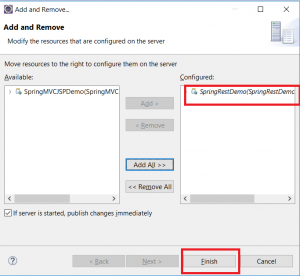 Add and Remove...
Add and Remove
Modify the resources that are configured on the server
Move resources to the right to configure them on the server
Available:
Configured:
SpringMVCJSPDemo(SpringMVC
SpringRestDemo(SpringRestDemo
Add >
< Remove
Add All >>
<< Remove All
If server is started, publish changes immediately
?
< Back
Next >
Finish
Cancel